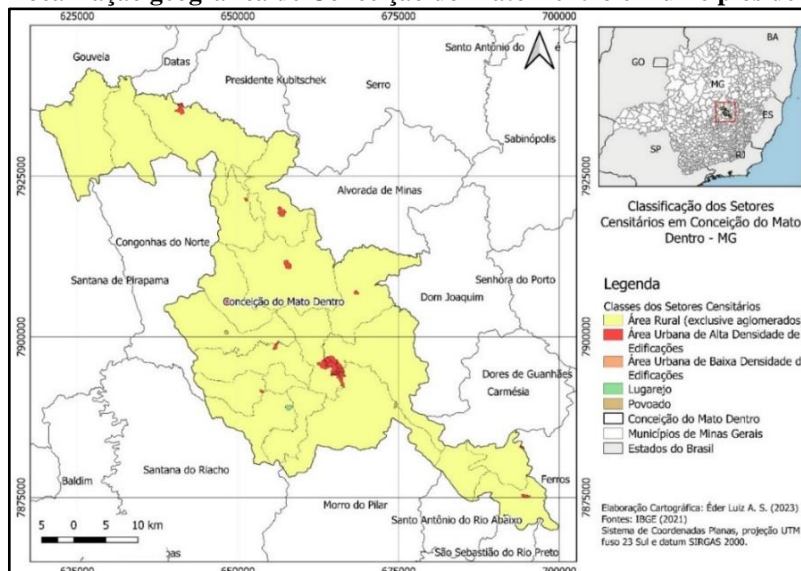 625000 650000 675000 700000
Santo Antônio do
Gouveia
Datas
Presidente Kubitschek
Serro
Sabinópolis
7925000
7925000
Alvorada de Minas
Congonhas do Norte
Santana de Pirapama
Senhora do Porto
Dom Joaquim
Conceição do Mato Dentro
7900000
7900000
Dores de Guanhães
Carmésia
Ferros
Santana do Riacho
Baldim
Morro do Pilar
7875000
7875000
Santo Antônio do Rio Abaixo
São Sebastião do Rio Preto
5 0 5 10 km
625000 650000 675000 700000
BA
GO
MG
ES
SP
RJ
Classificação dos Setores
Censitários em Conceição do Mato
Dentro - MG
Legenda
Classes dos Setores Censitários
Área Rural (exclusive aglomerados
Área Urbana de Alta Densidade de
Edificações
Área Urbana de Baixa Densidade d
Edificações
Lugarejo
Povoado
Conceição do Mato Dentro
Municípios de Minas Gerais
Estados do Brasil
Elaboração Cartográfica: Éder Luiz A. S. (2023)
Fontes: IBGE (2021)
Sistema de Coordenadas Planas, projeção UTM
fuso 23 Sul e datum SIRGAS 2000.